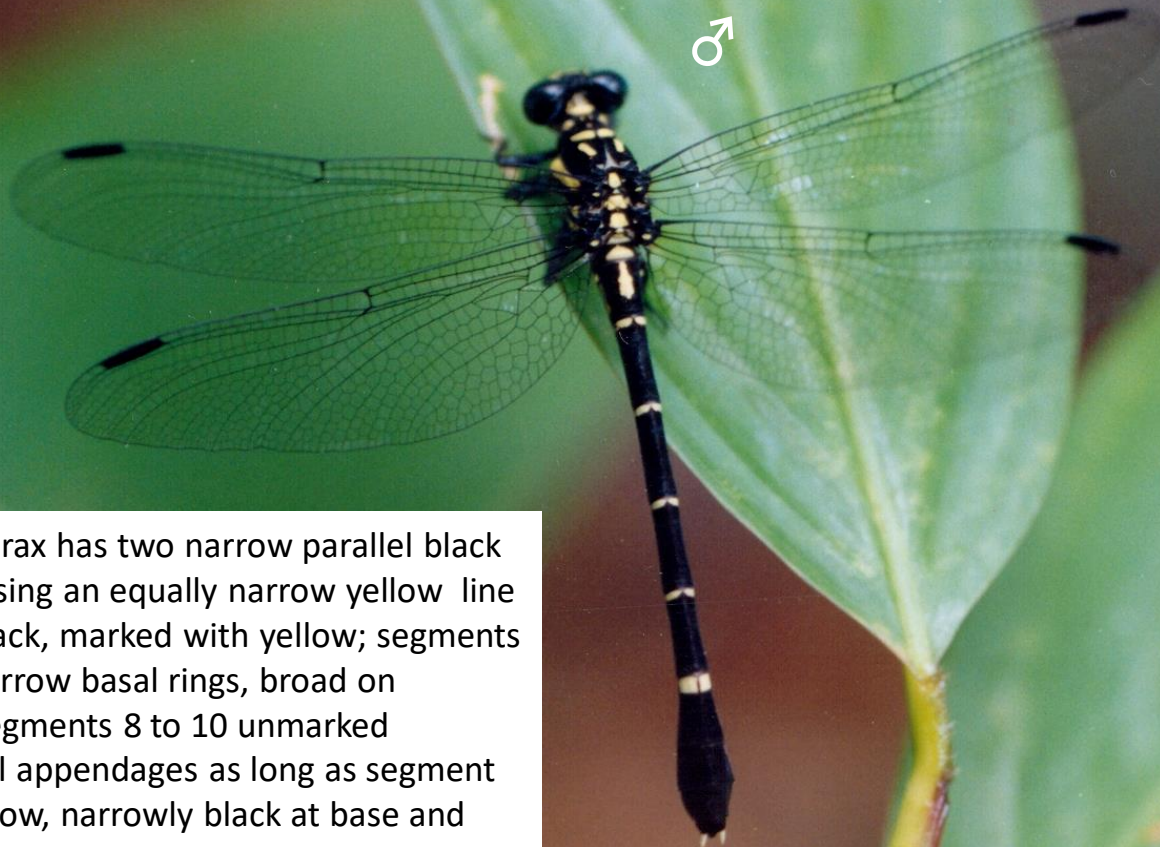 ♂
rax has two narrow parallel black
sing an equally narrow yellow line
ack, marked with yellow; segments
rrow basal rings, broad on
egments 8 to 10 unmarked
l appendages as long as segment
ow, narrowly black at base and